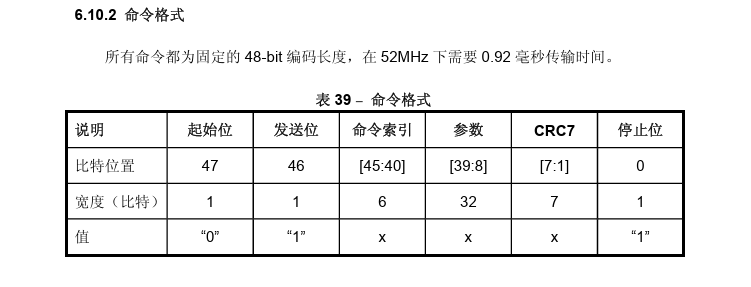 6.10.2 命令格式
所有命令都为固定的 48-bit 编码长度，在 52MHz 下需要 0.92 毫秒传输时间。
表 39 – 命令格式
说明 起始位 发送位 命令索引 参数 CRC7 停止位
比特位置 47 46 [45:40] [39:8] [7:1] 0
宽度（比特） 1 1 6 32 7 1
值 “0” “1” x x x “1”